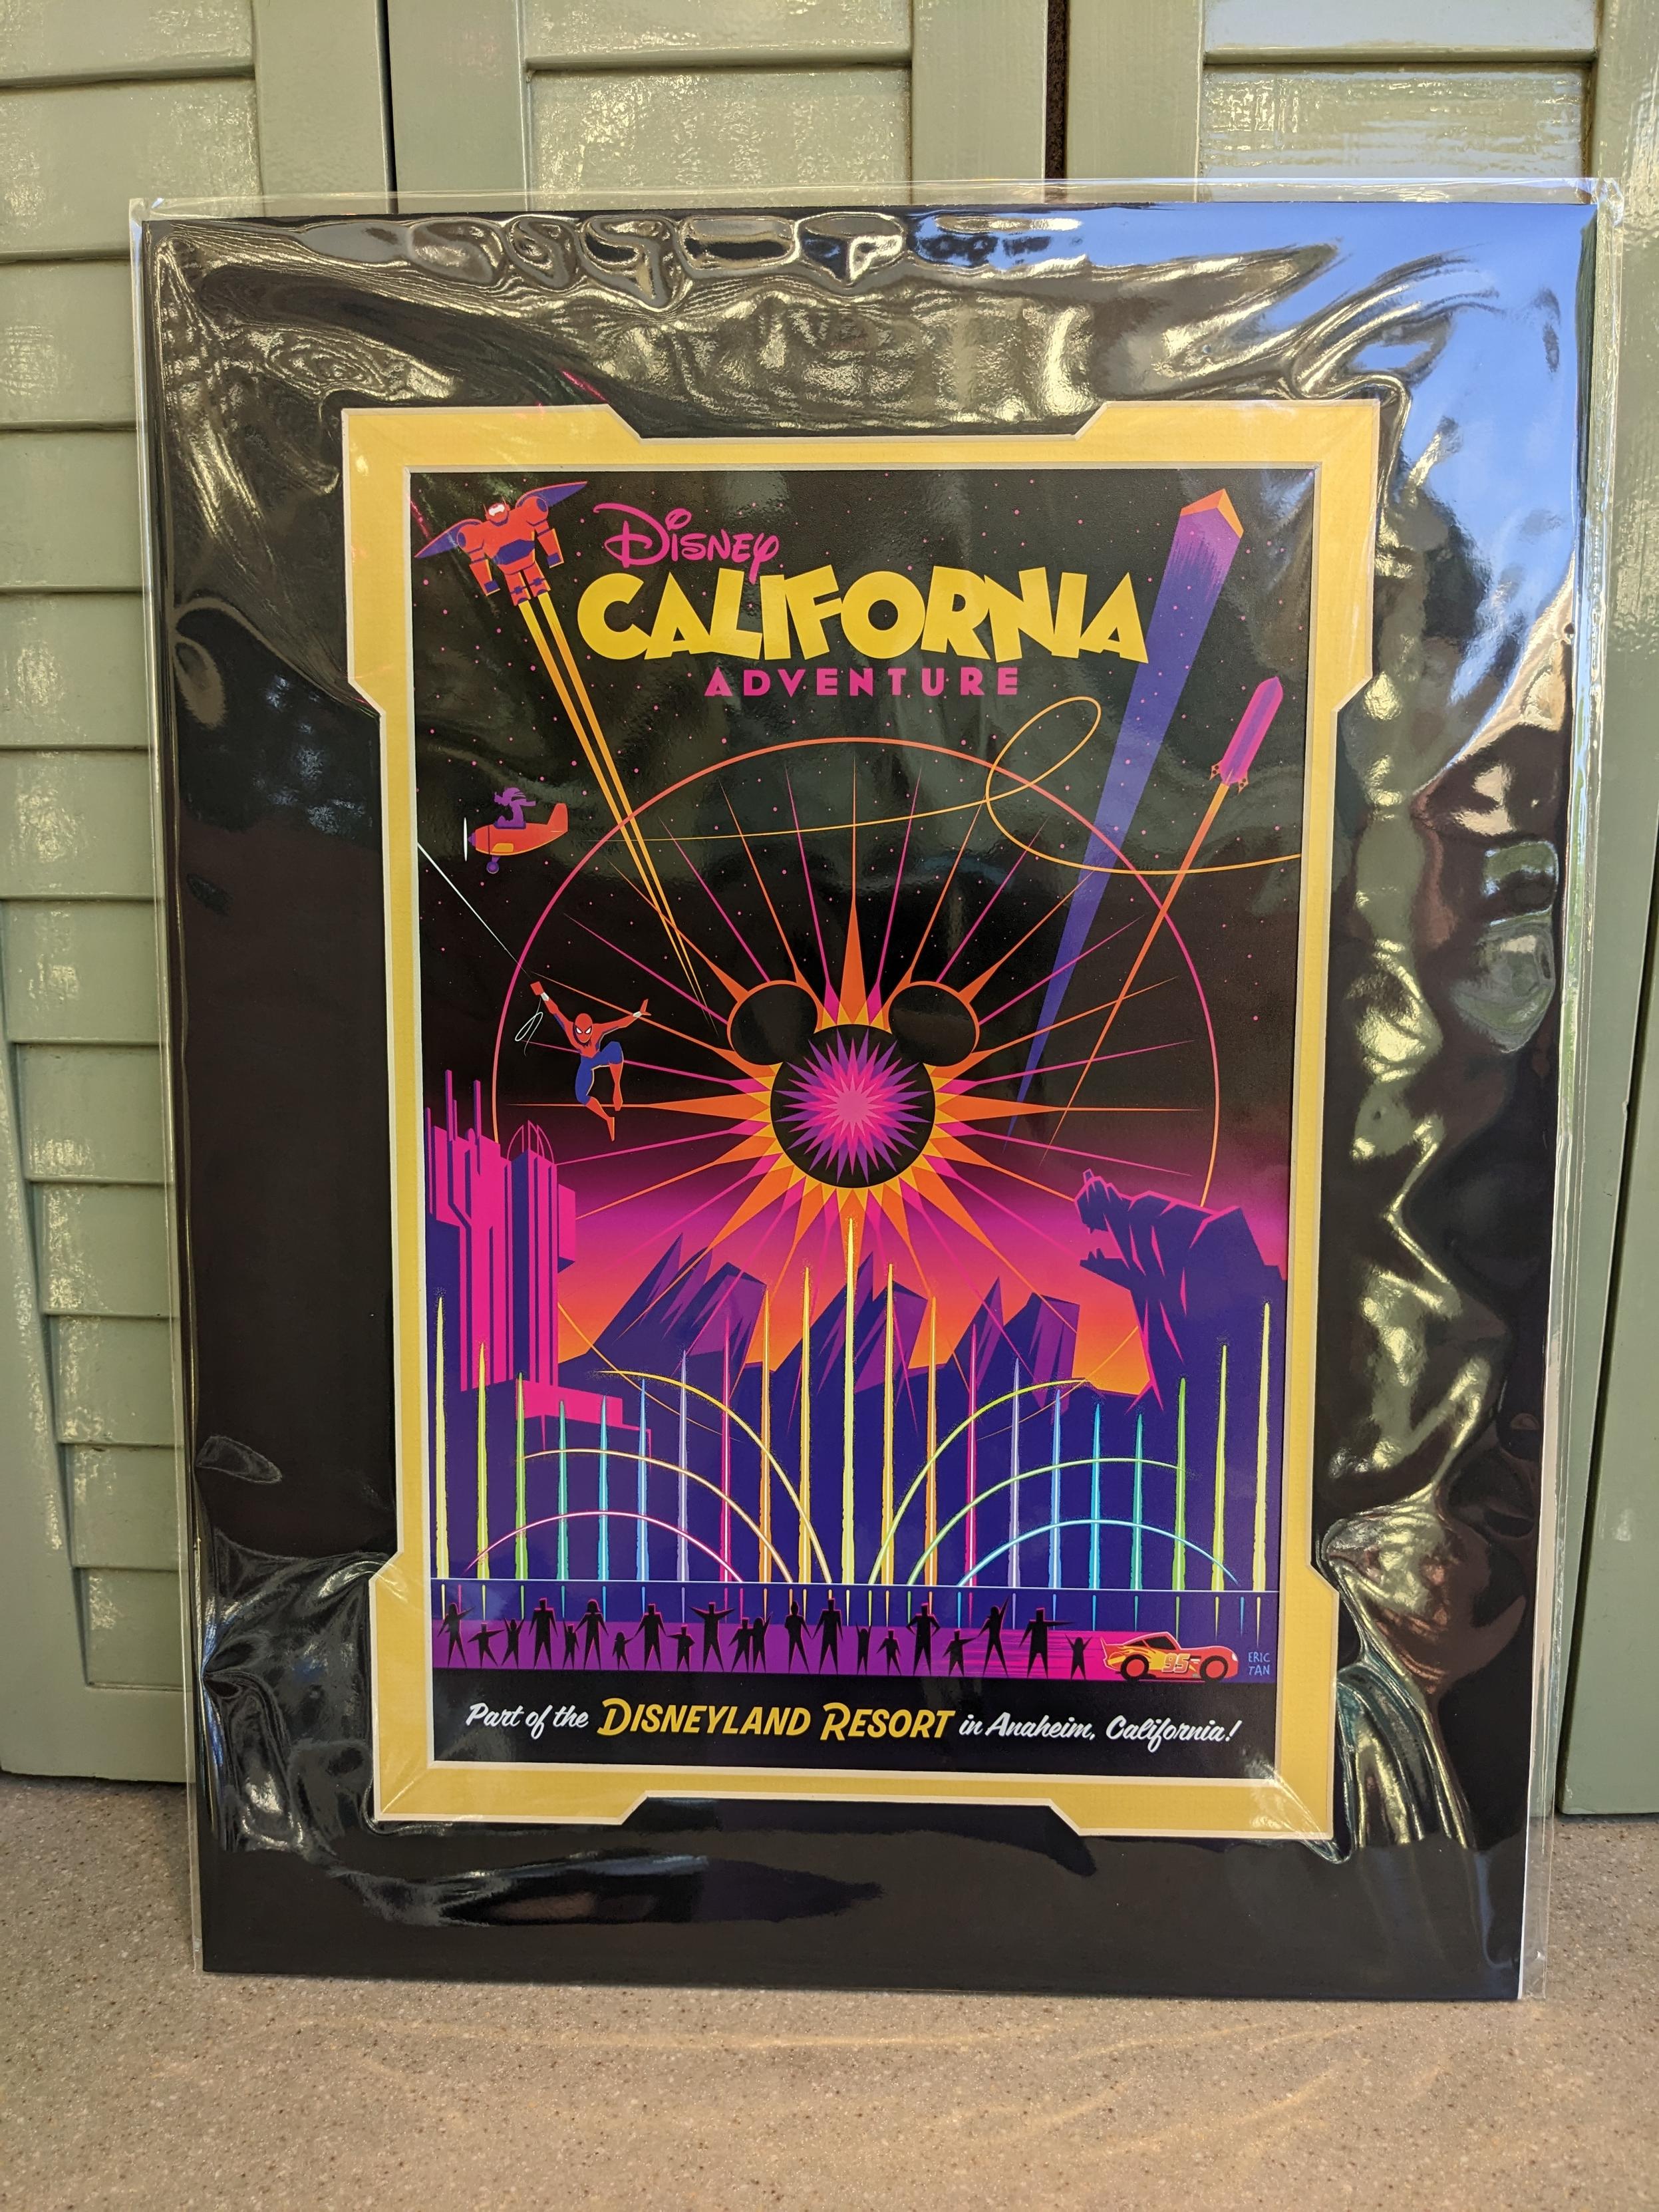 Disney
CALIFORNIA
ADVENTURE
95
ERIC
TAN
Part of the DISNEYLAND RESORT in Anaheim, California!